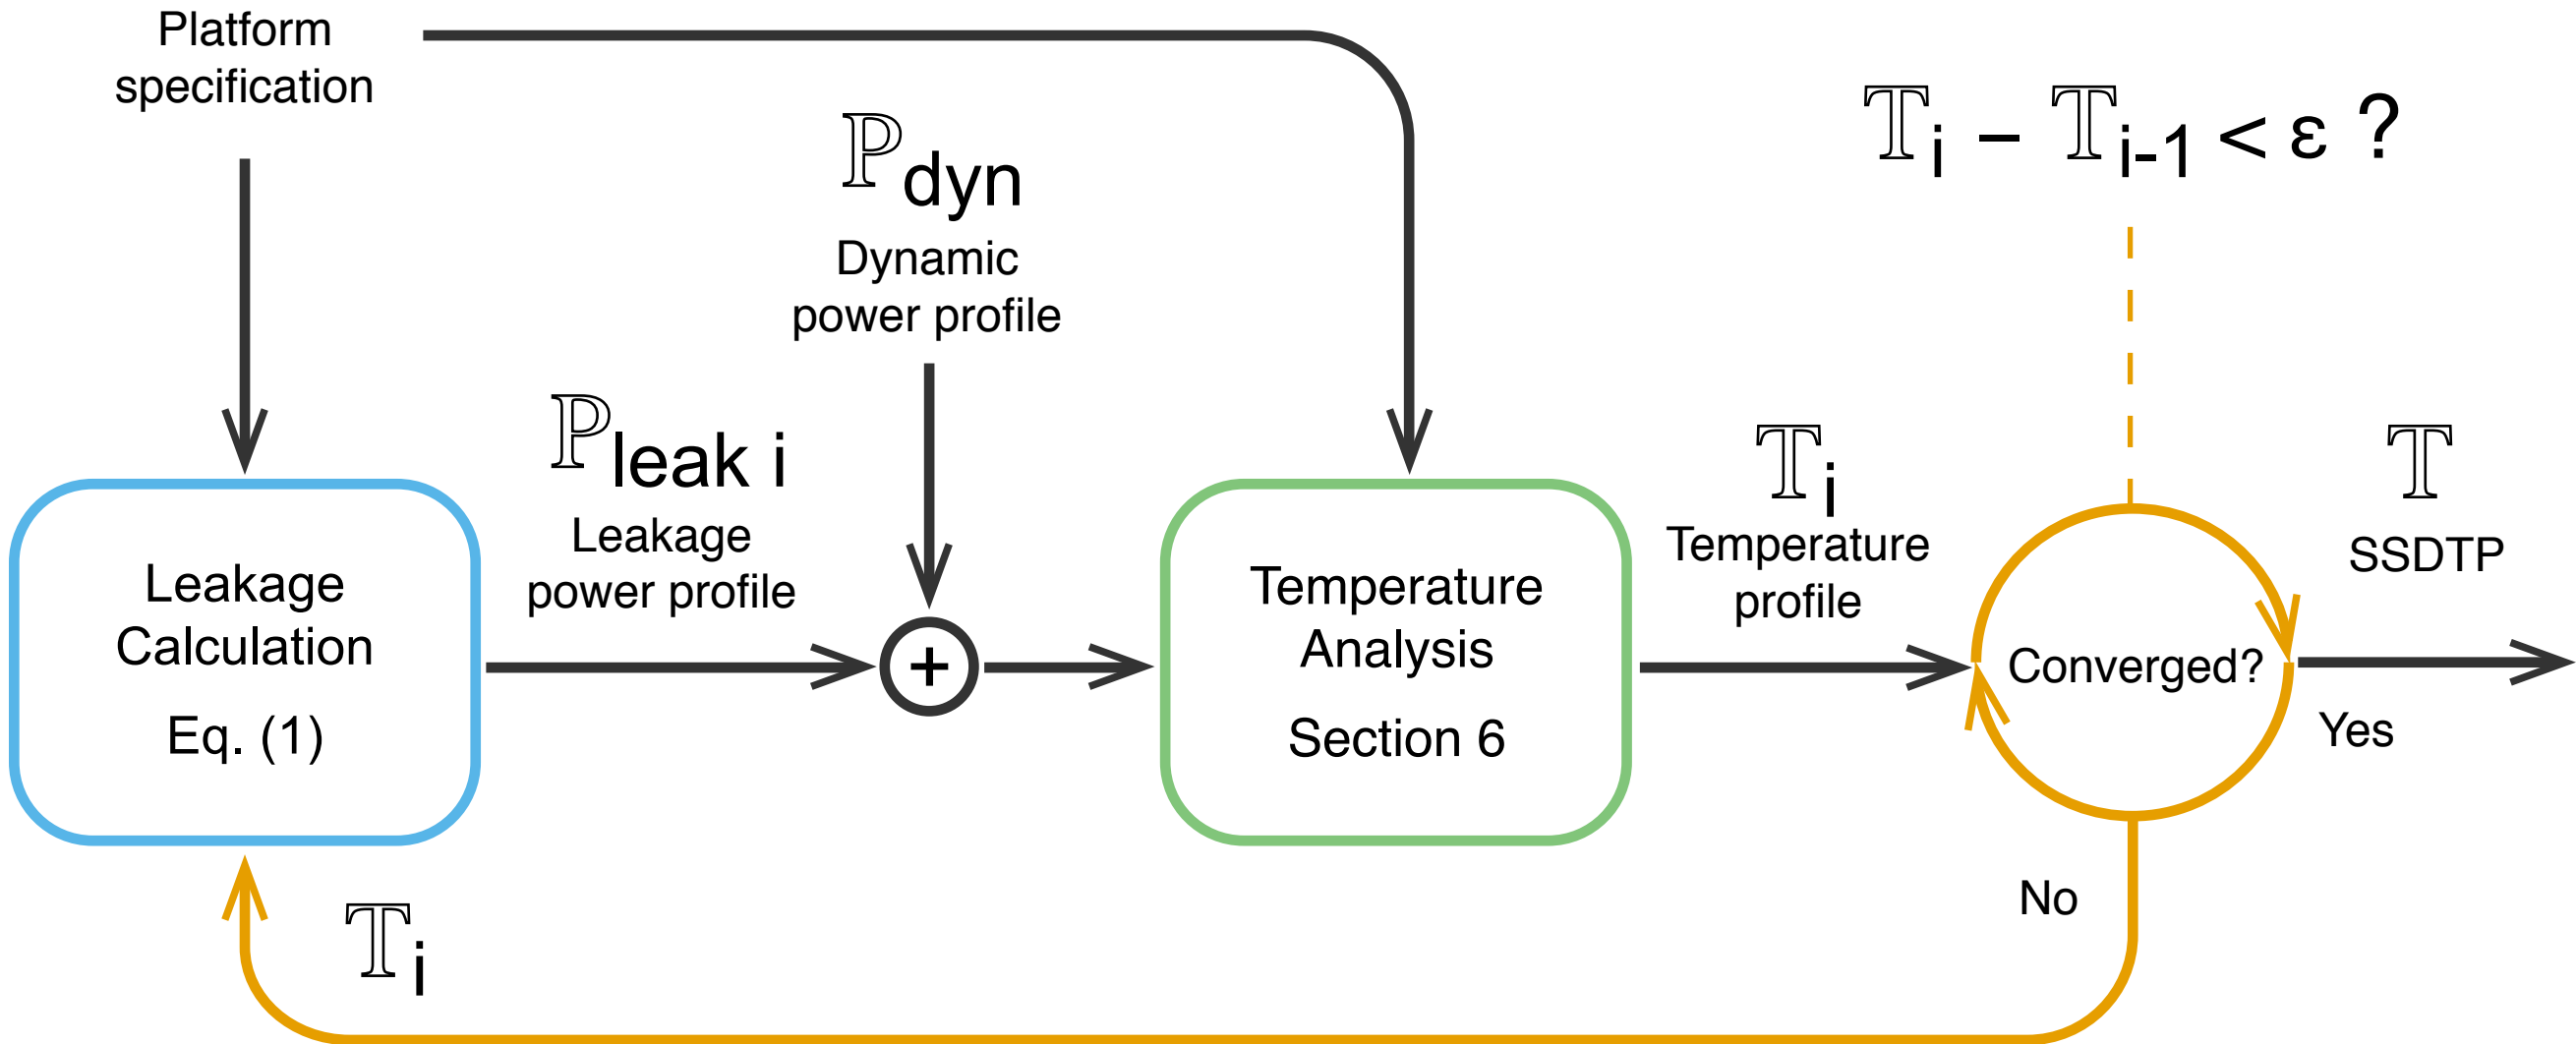 Platform
specification
ℙdyn
Dynamic
power profile
𝕋i – 𝕋i-1 < ε ?
ℙleak i
Leakage
power profile
Leakage
Calculation
Eq. (1)
+
Temperature
Analysis
Section 6
𝕋i
Temperature
profile
Converged?
𝕋
SSDTP
Yes
No
𝕋i